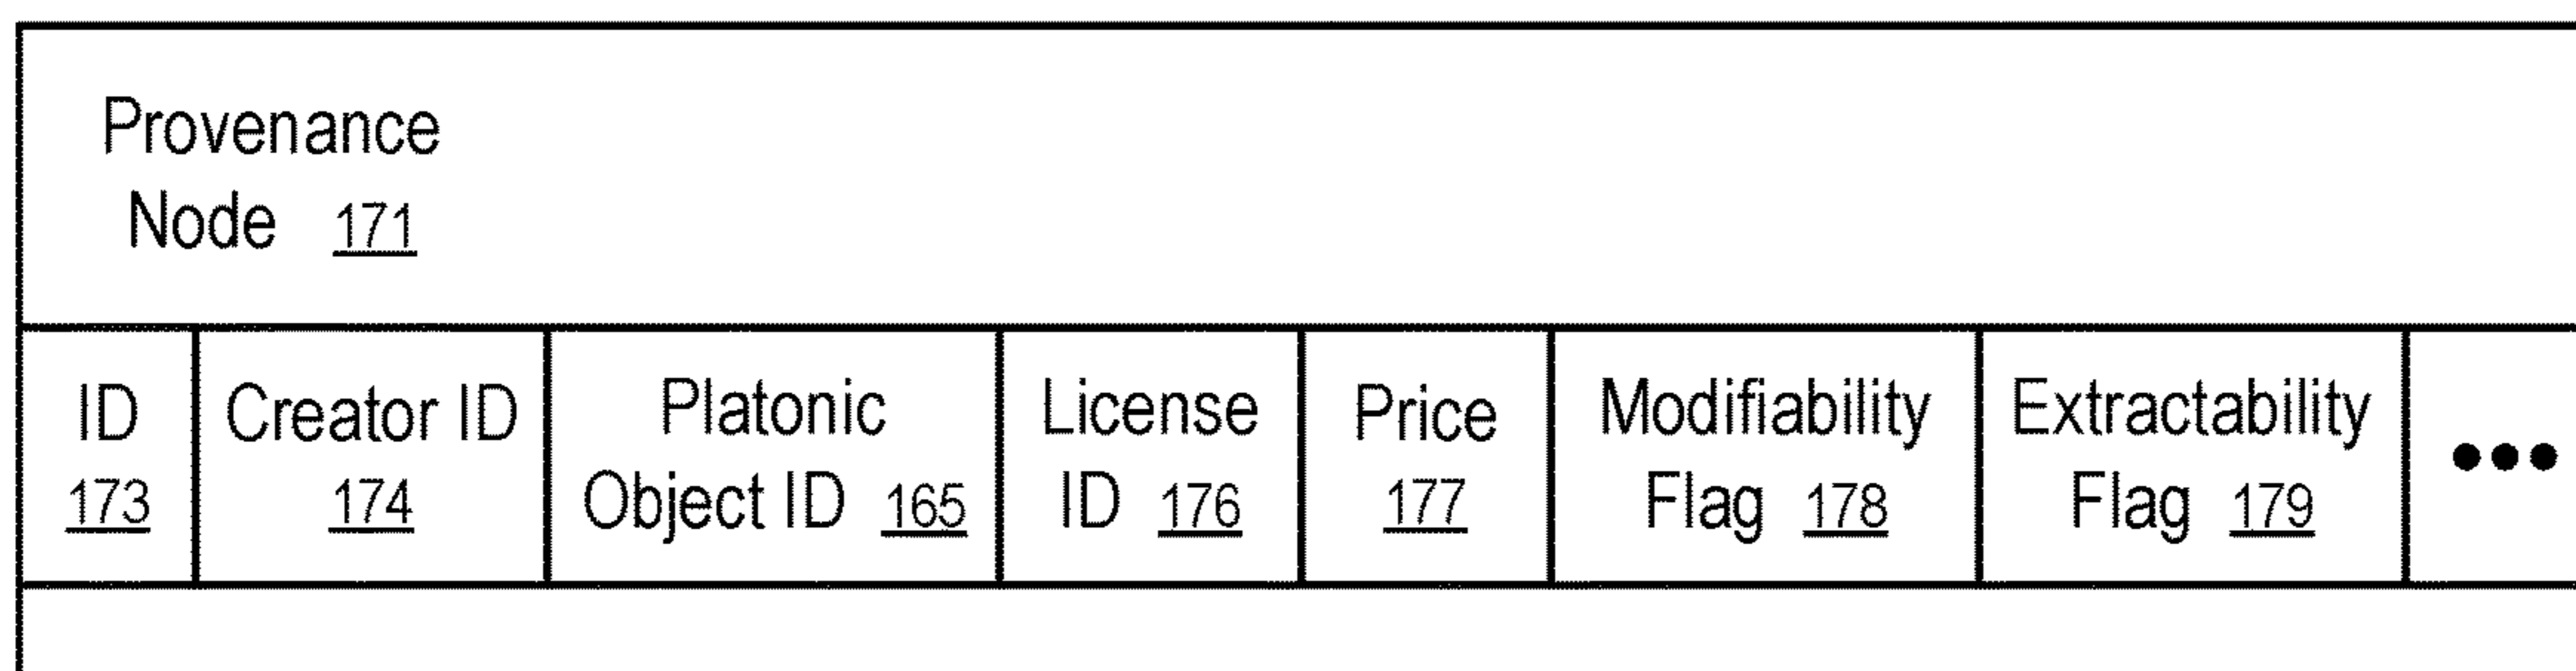 Provenance
Node 171
ID
173
Creator ID
174
Platonic
Object ID 165
License
ID 176
Price
177
Modifiability
Flag 178
Extractability
Flag 179
•••